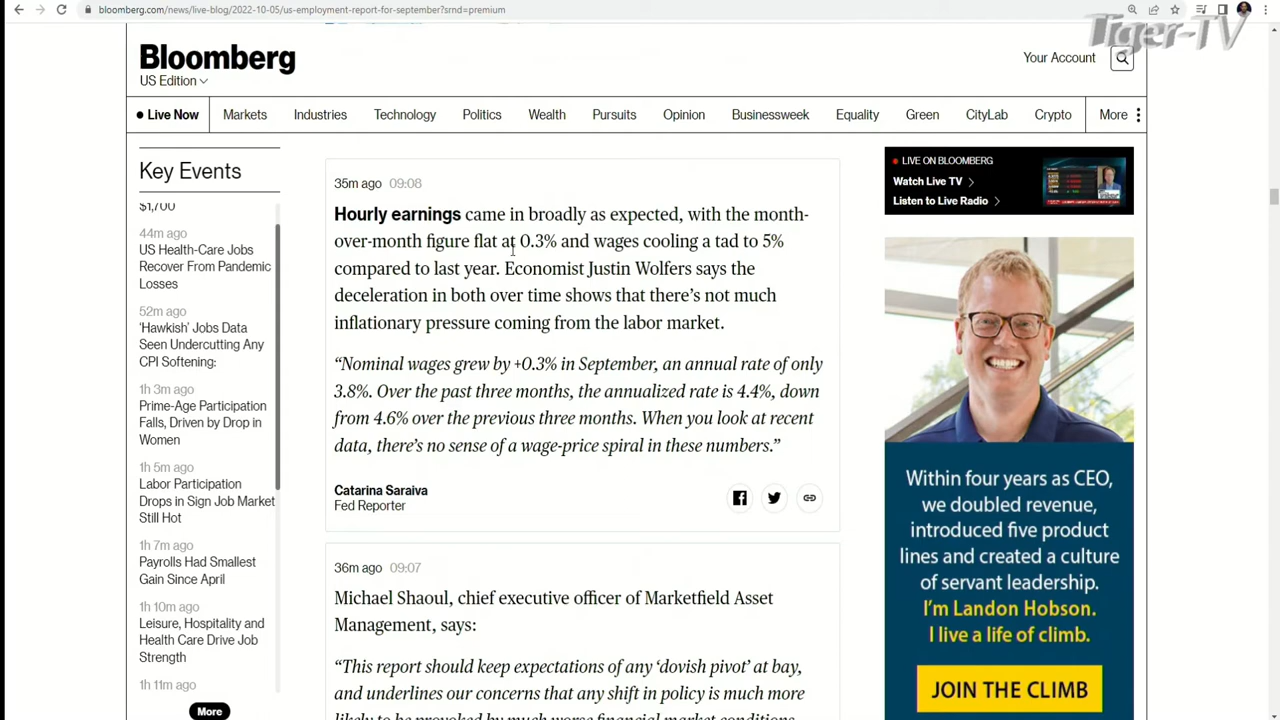 bloomberg.com/news/live-blog/2022-10-05/us-employment-report-for-september?srnd=premium
Tiger-TV
Bloomberg
US Edition
Your Account
Live Now
Markets
Industries
Technology
Politics
Wealth
Pursuits
Opinion
Businessweek
Equality
Green
CityLab
Crypto
More
Key Events
$1,700
44m ago
US Health-Care Jobs
Recover From Pandemic
Losses
52m ago
‘Hawkish’ Jobs Data
Seen Undercutting Any
CPI Softening:
1h 3m ago
Prime-Age Participation
Falls, Driven by Drop in
Women
1h 5m ago
Labor Participation
Drops in Sign Job Market
Still Hot
1h 7m ago
Payrolls Had Smallest
Gain Since April
1h 10m ago
Leisure, Hospitality and
Health Care Drive Job
Strength
1h 11m ago
More
35m ago 09:08
Hourly earnings came in broadly as expected, with the month-
over-month figure flat at 0.3% and wages cooling a tad to 5%
compared to last year. Economist Justin Wolfers says the
deceleration in both over time shows that there’s not much
inflationary pressure coming from the labor market.
“Nominal wages grew by +0.3% in September, an annual rate of only
3.8%. Over the past three months, the annualized rate is 4.4%, down
from 4.6% over the previous three months. When you look at recent
data, there’s no sense of a wage-price spiral in these numbers.”
Catarina Saraiva
Fed Reporter
36m ago 09:07
Michael Shaoul, chief executive officer of Marketfield Asset
Management, says:
“This report should keep expectations of any ‘dovish pivot’ at bay,
and underlines our concerns that any shift in policy is much more
likely to be provoked by much worse financial market conditions
LIVE ON BLOOMBERG
Watch Live TV
Listen to Live Radio
Within four years as CEO,
we doubled revenue,
introduced five product
lines and created a culture
of servant leadership.
I’m Landon Hobson.
I live a life of climb.
JOIN THE CLIMB